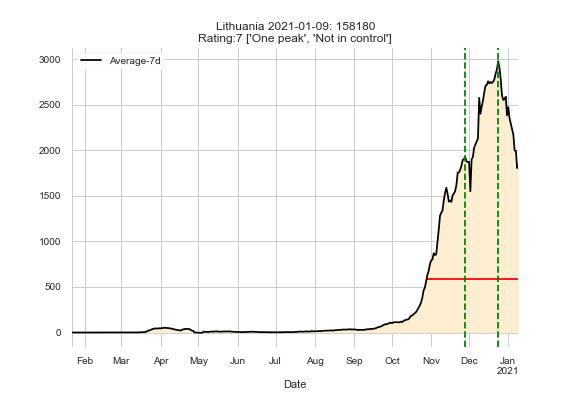 Lithuania 2021-01-09: 158180
Rating:7 ['One peak', 'Not in control']
Average-7d
3000
2500
2000
1500
1000
500
0
Feb Mar Apr May Jun Jul Aug Sep Oct Nov Dec Jan
2021
Date